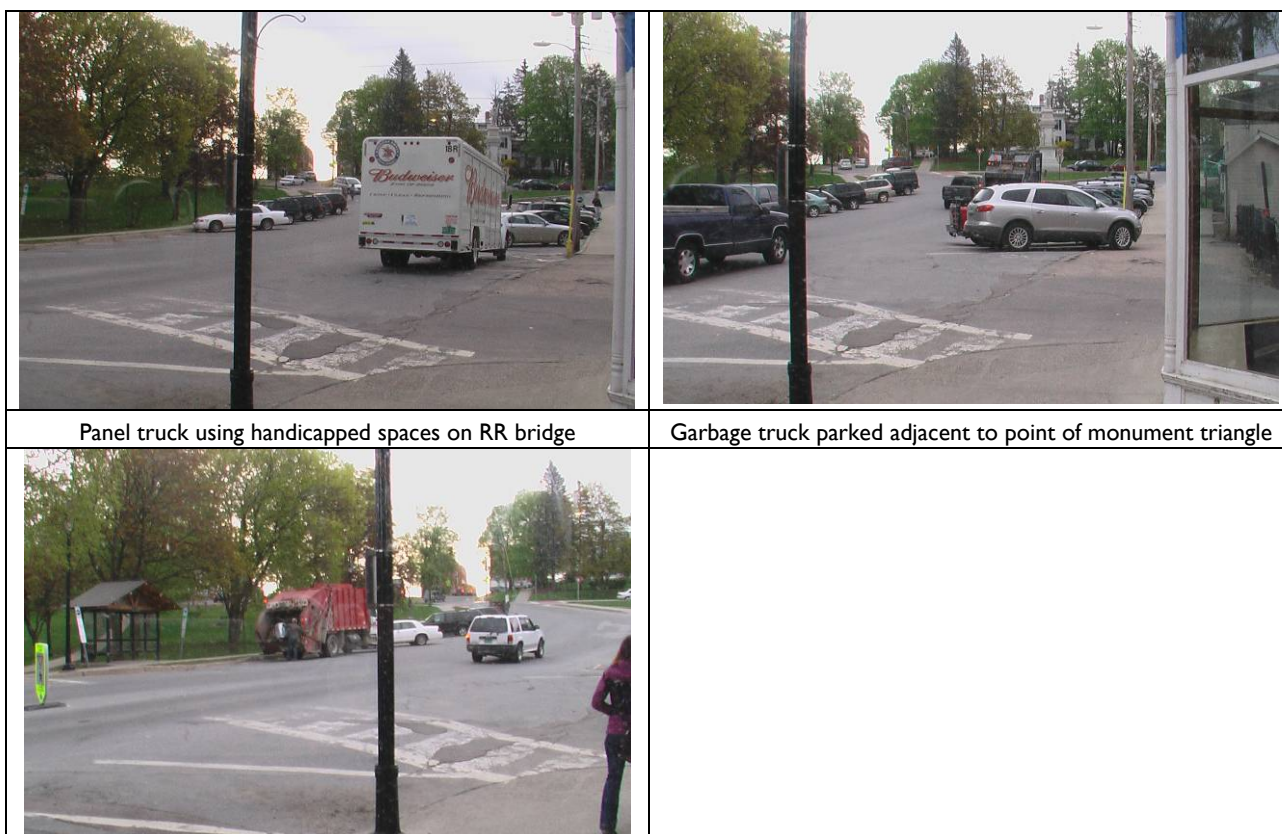 Budweiser
18R
Budweiser
Panel truck using handicapped spaces on RR bridge
Garbage truck parked adjacent to point of monument triangle